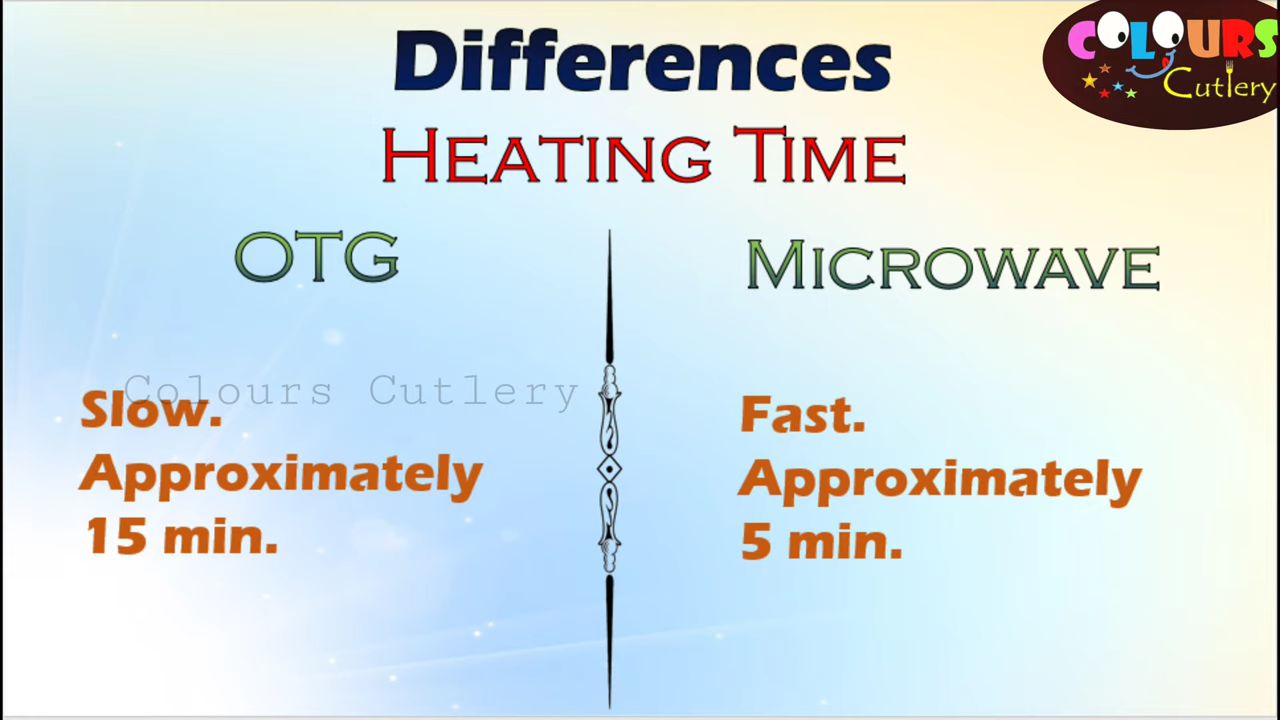 Differences
COLOURS
Cutlery
HEATING TIME
OTG
MICROWAVE
Colours Cutlery
Slow.
Approximately
15 min.
Fast.
Approximately
5 min.